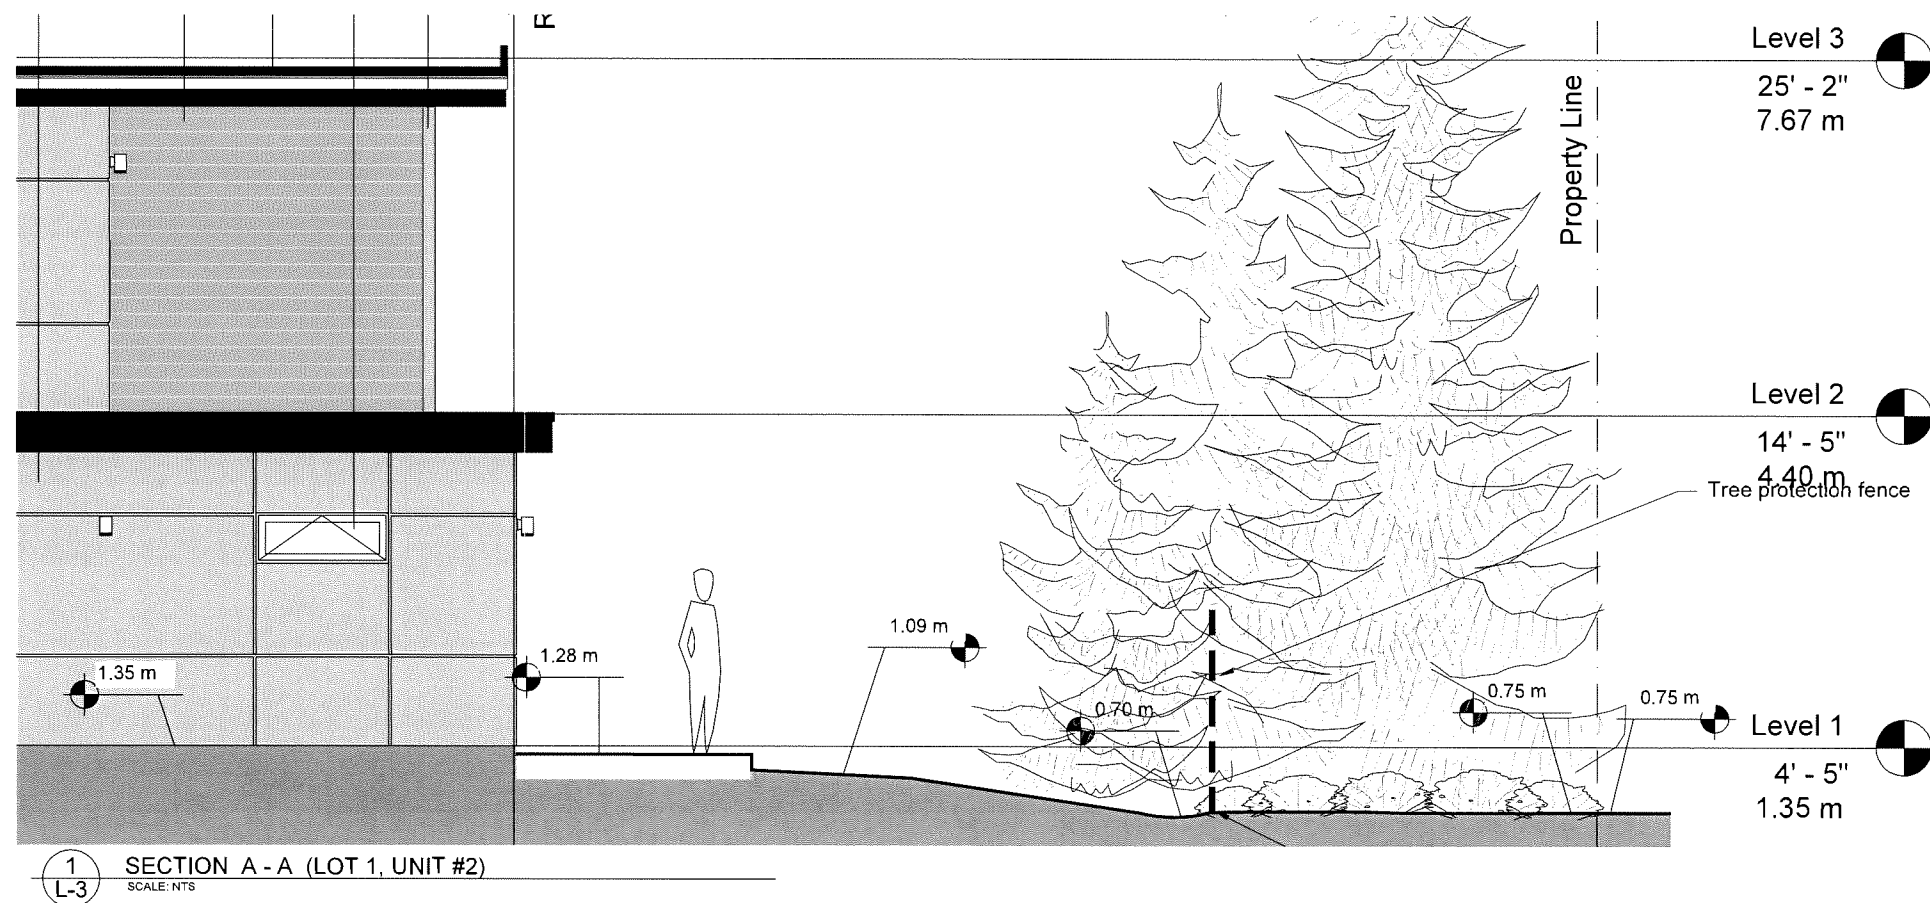 R
Level 3
25' - 2"
7.67 m
Property Line
Level 2
14' - 5"
4.40 m
Tree protection fence
1.09 m
1.28 m
1.35 m
0.70 m
0.75 m
0.75 m
Level 1
4' - 5"
1.35 m
1
L-3
SECTION A - A (LOT 1, UNIT #2)
SCALE: NTS